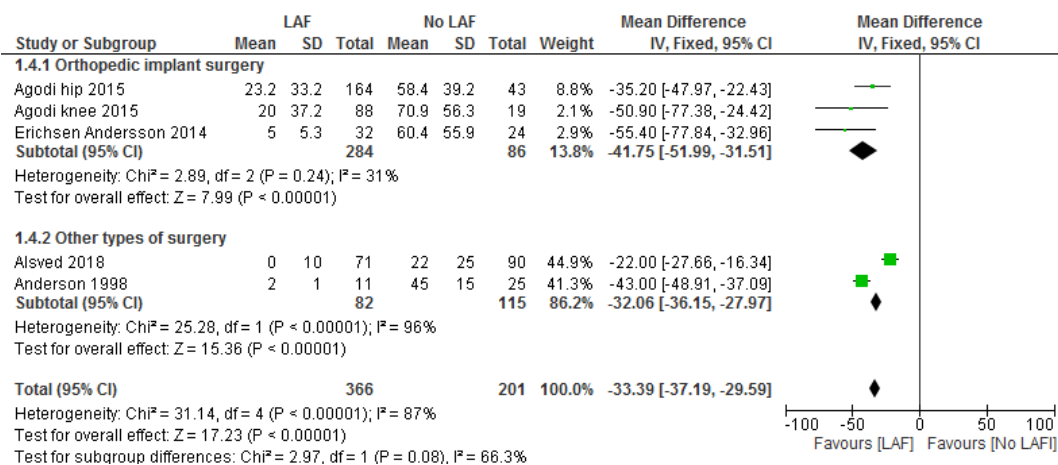 LAF No LAF Mean Difference Mean Difference
Study or Subgroup Mean SD Total Mean SD Total Weight IV, Fixed, 95% CI IV, Fixed, 95% CI
1.4.1 Orthopedic implant surgery
Agodi hip 2015 23.2 33.2 164 58.4 39.2 43 8.8% -35.20 [-47.97, -22.43]
Agodi knee 2015 20 37.2 88 70.9 56.3 19 2.1% -50.90 [-77.38, -24.42]
Erichsen Andersson 2014 5 5.3 32 60.4 55.9 24 2.9% -55.40 [-77.84, -32.96]
Subtotal (95% CI) 284 86 13.8% -41.75 [-51.99, -31.51]
Heterogeneity: Chi² = 2.89, df = 2 (P = 0.24); I² = 31%
Test for overall effect: Z = 7.99 (P < 0.00001)
1.4.2 Other types of surgery
Alsved 2018 0 10 71 22 25 90 44.9% -22.00 [-27.66, -16.34]
Anderson 1998 2 1 11 45 15 25 41.3% -43.00 [-48.91, -37.09]
Subtotal (95% CI) 82 115 86.2% -32.06 [-36.15, -27.97]
Heterogeneity: Chi² = 25.28, df = 1 (P < 0.00001); I² = 96%
Test for overall effect: Z = 15.36 (P < 0.00001)
Total (95% CI) 366 201 100.0% -33.39 [-37.19, -29.59]
Heterogeneity: Chi² = 31.14, df = 4 (P < 0.00001); I² = 87%
Test for overall effect: Z = 17.23 (P < 0.00001)
Test for subgroup differences: Chi² = 2.97, df = 1 (P = 0.08), I² = 66.3%
-100 -50 0 50 100
Favours [LAF] Favours [No LAFI]